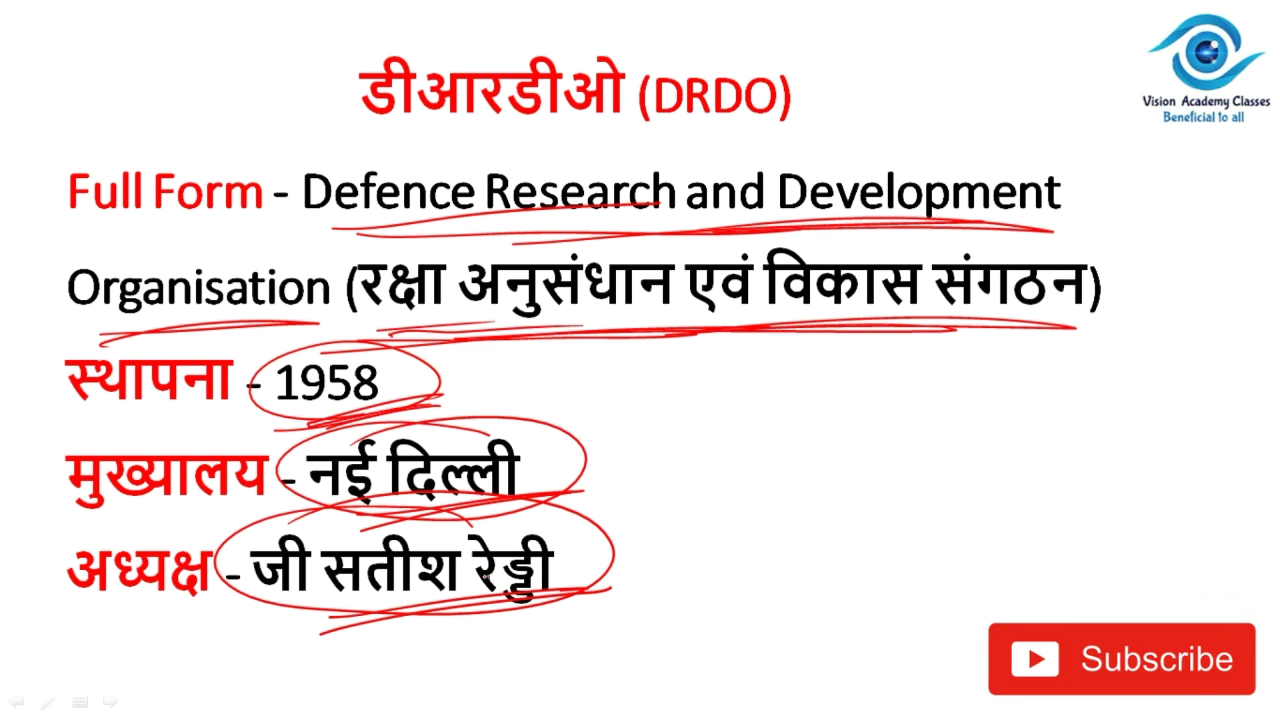 डीआरडीओ (DRDO)
Vision Academy Classes
Beneficial to all
Full Form - Defence Research and Development
Organisation (रक्षा अनुसंधान एवं विकास संगठन)
स्थापना - 1958
मुख्यालय - नई दिल्ली
अध्यक्ष - जी सतीश रेड्डी
Subscribe